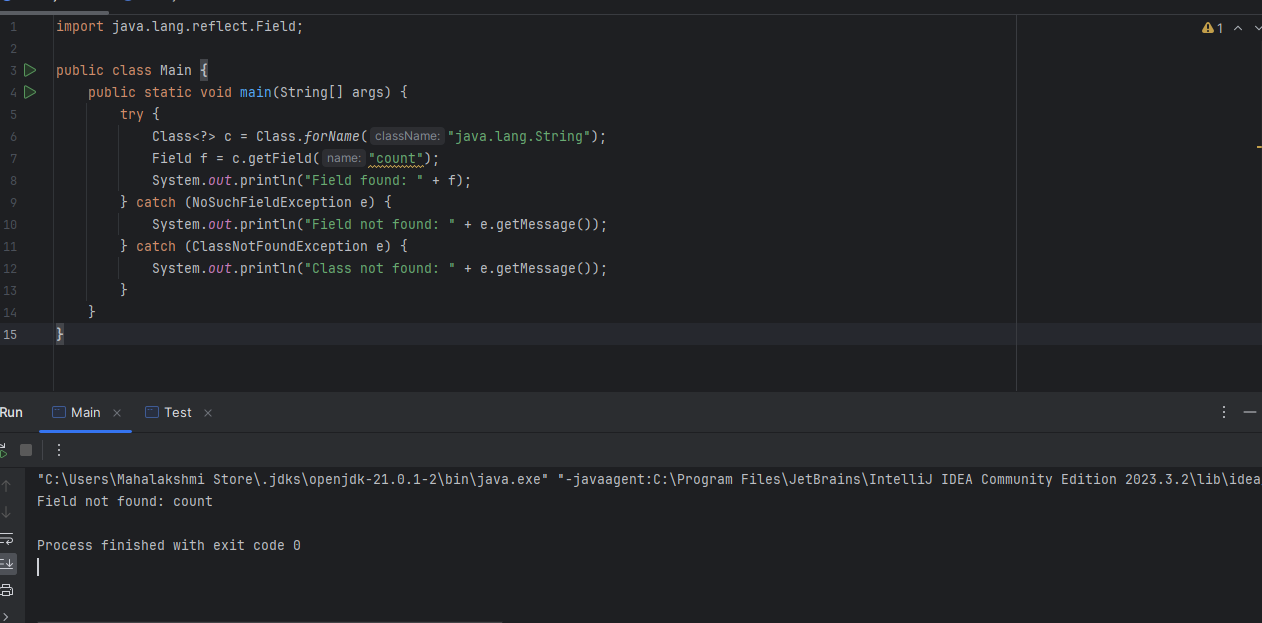 1 import java.lang.reflect.Field;
1
2
3 public class Main {
4 public static void main(String[] args) {
5 try {
6 Class<?> c = Class.forName( className: "java.lang.String");
7 Field f = c.getField( name: "count");
8 System.out.println("Field found: " + f);
9 } catch (NoSuchFieldException e) {
10 System.out.println("Field not found: " + e.getMessage());
11 } catch (ClassNotFoundException e) {
12 System.out.println("Class not found: " + e.getMessage());
13 }
14 }
15 }
Run Main Test
"C:\Users\Mahalakshmi Store\.jdks\openjdk-21.0.1-2\bin\java.exe" "-javaagent:C:\Program Files\JetBrains\IntelliJ IDEA Community Edition 2023.3.2\lib\idea
Field not found: count
Process finished with exit code 0